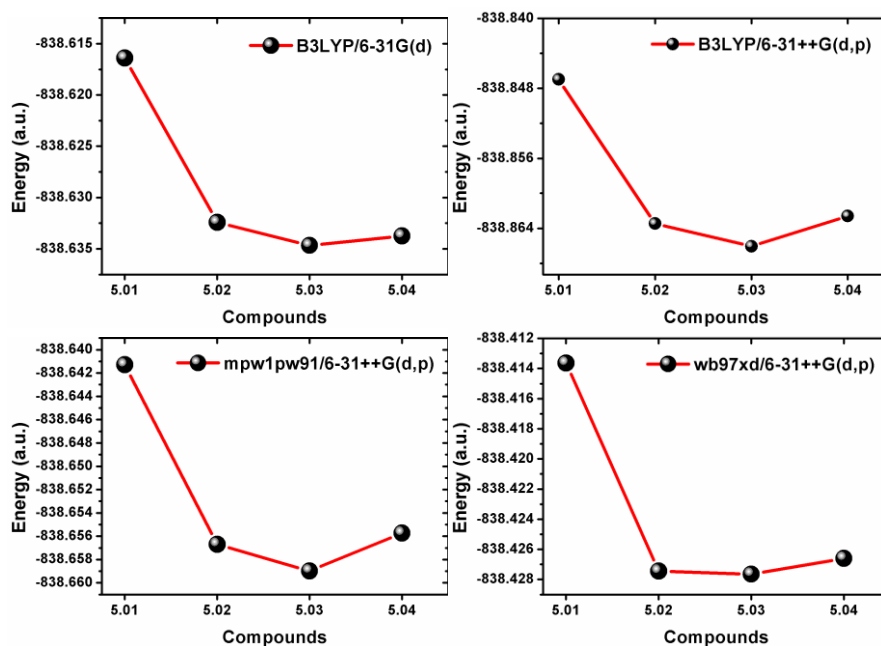 B3LYP/6-31G(d)
Energy (a.u.)
-838.615
-838.620
-838.625
-838.630
-838.635
5.01 5.02 5.03 5.04
Compounds
B3LYP/6-31++G(d,p)
Energy (a.u.)
-838.840
-838.848
-838.856
-838.864
5.01 5.02 5.03 5.04
Compounds
mpw1pw91/6-31++G(d,p)
Energy (a.u.)
-838.640
-838.642
-838.644
-838.646
-838.648
-838.650
-838.652
-838.654
-838.656
-838.658
-838.660
5.01 5.02 5.03 5.04
Compounds
wb97xd/6-31++G(d,p)
Energy (a.u.)
-838.412
-838.414
-838.416
-838.418
-838.420
-838.422
-838.424
-838.426
-838.428
5.01 5.02 5.03 5.04
Compounds